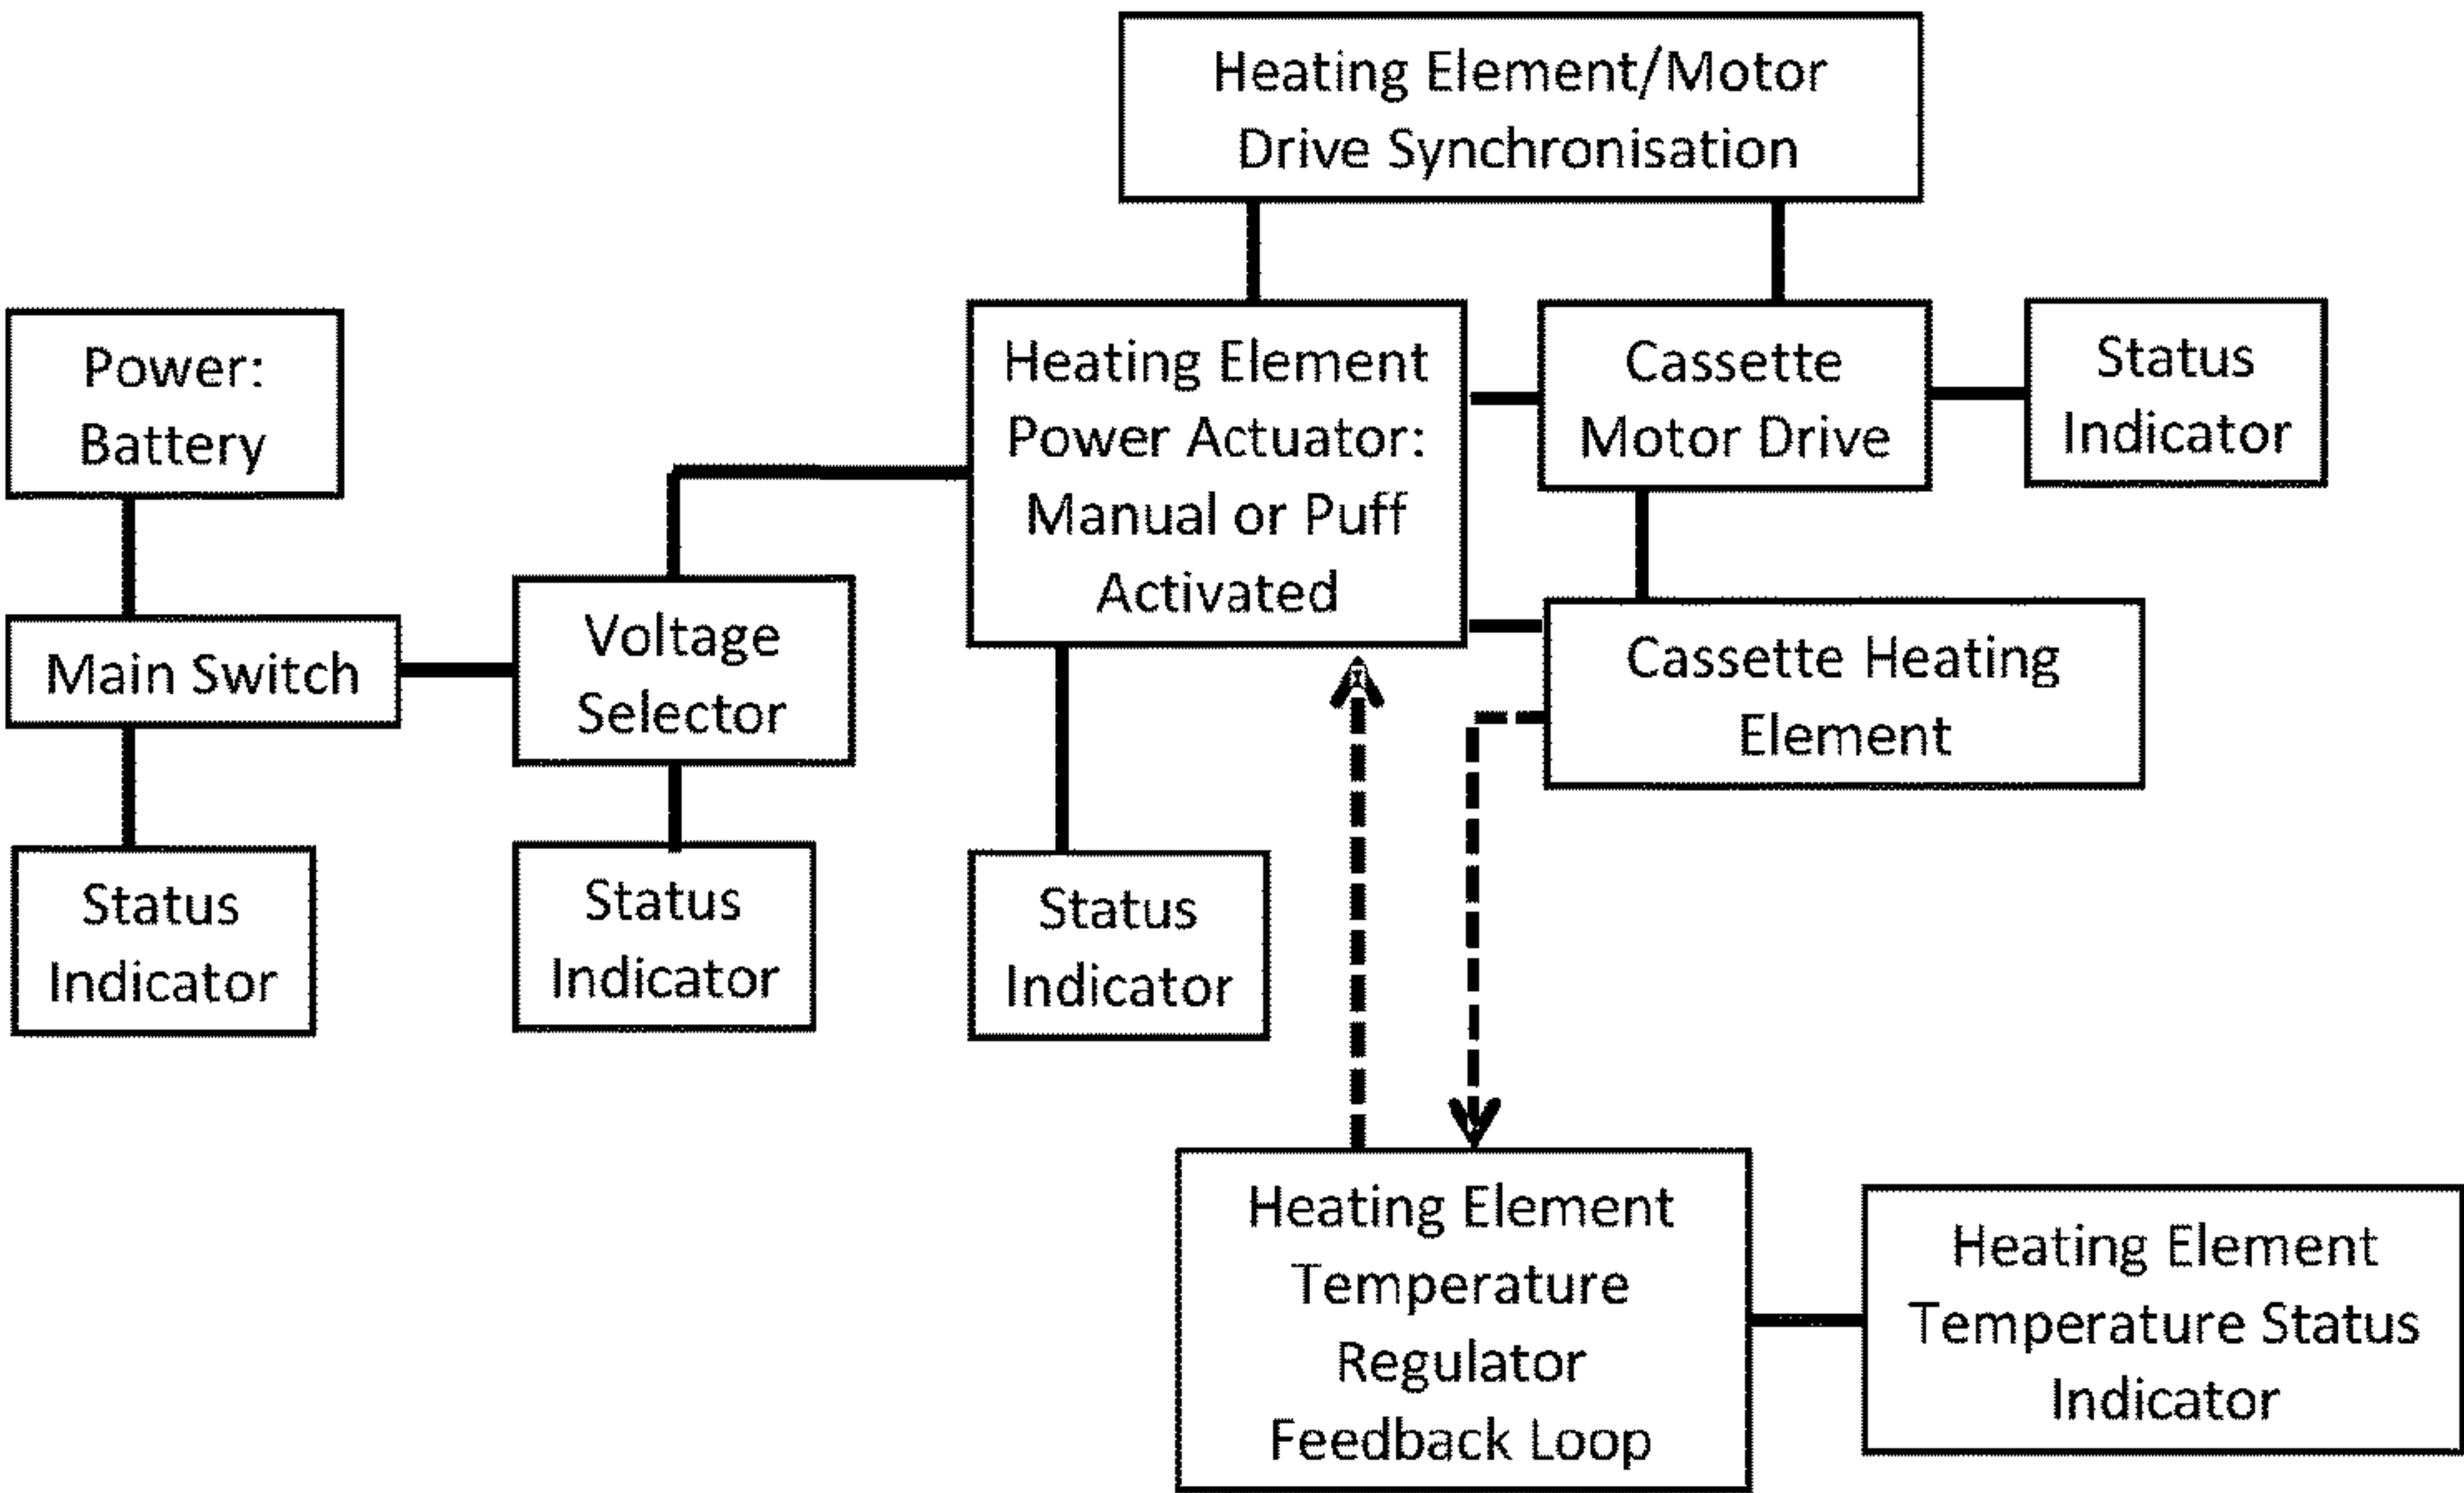 Heating Element/Motor
Drive Synchronisation
Power:
Battery
Heating Element
Power Actuator:
Manual or Puff
Activated
Cassette
Motor Drive
Status
Indicator
Main Switch
Voltage
Selector
Cassette Heating
Element
Status
Indicator
Status
Indicator
Status
Indicator
Heating Element
Temperature
Regulator
Feedback Loop
Heating Element
Temperature Status
Indicator